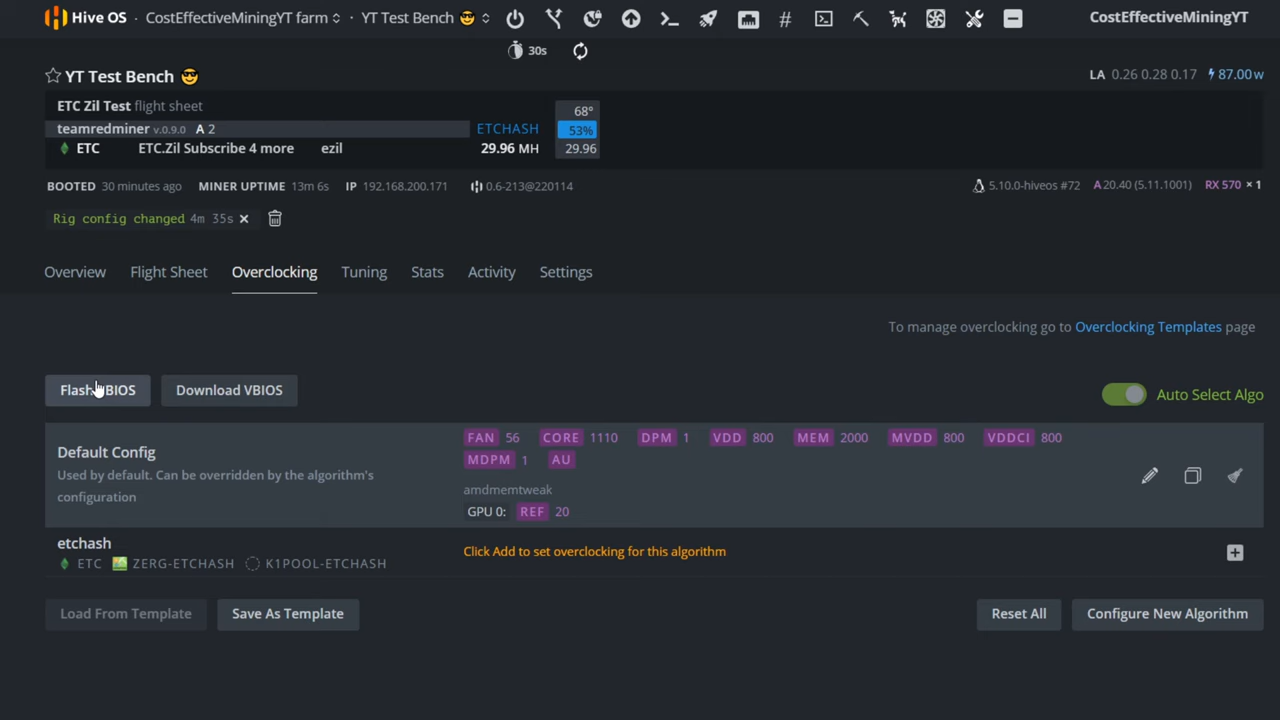 Hive OS CostEffectiveMiningYT farm YT Test Bench # CostEffectiveMiningYT
30s
YT Test Bench LA 0.26 0.28 0.17 87.00w
ETC Zil Test flight sheet 68°
teamredminer v.0.9.0 A 2 ETCHASH 53%
ETC ETC.Zil Subscribe 4 more ezil 29.96 MH 29.96
BOOTED 30 minutes ago MINER UPTIME 13m 6s IP 192.168.200.171 0.6-213@220114 5.10.0-hiveos #72 A 20.40 (5.11.1001) RX 570 × 1
Rig config changed 4m 35s ×
Overview Flight Sheet Overclocking Tuning Stats Activity Settings
To manage overclocking go to Overclocking Templates page
Flash VBIOS Download VBIOS Auto Select Algo
Default Config FAN 56 CORE 1110 DPM 1 VDD 800 MEM 2000 MVDD 800 VDDCI 800
Used by default. Can be overridden by the algorithm's MDPM 1 AU
configuration amdmemtweak
GPU 0: REF 20
etchash Click Add to set overclocking for this algorithm
ETC ZERG-ETCHASH K1POOL-ETCHASH
Load From Template Save As Template Reset All Configure New Algorithm